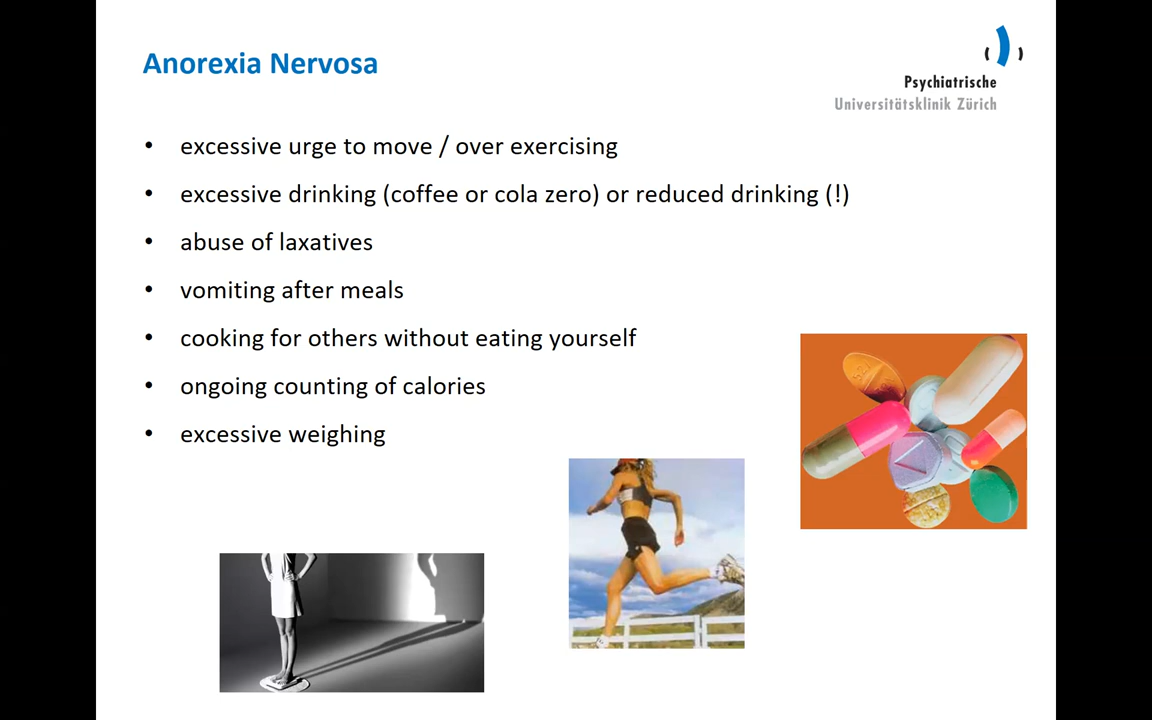 Anorexia Nervosa
Psychiatrische
Universitätsklinik Zürich
• excessive urge to move / over exercising
• excessive drinking (coffee or cola zero) or reduced drinking (!)
• abuse of laxatives
• vomiting after meals
• cooking for others without eating yourself
• ongoing counting of calories
• excessive weighing